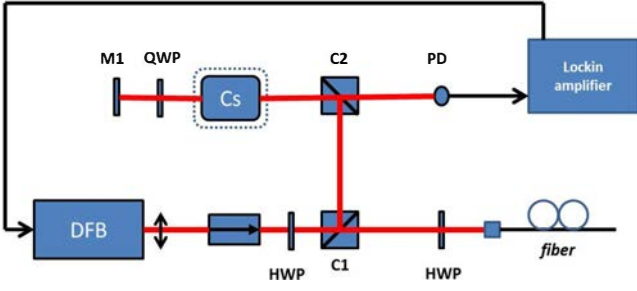 M1
QWP
C2
PD
Lockin
amplifier
Cs
DFB
HWP
C1
HWP
fiber